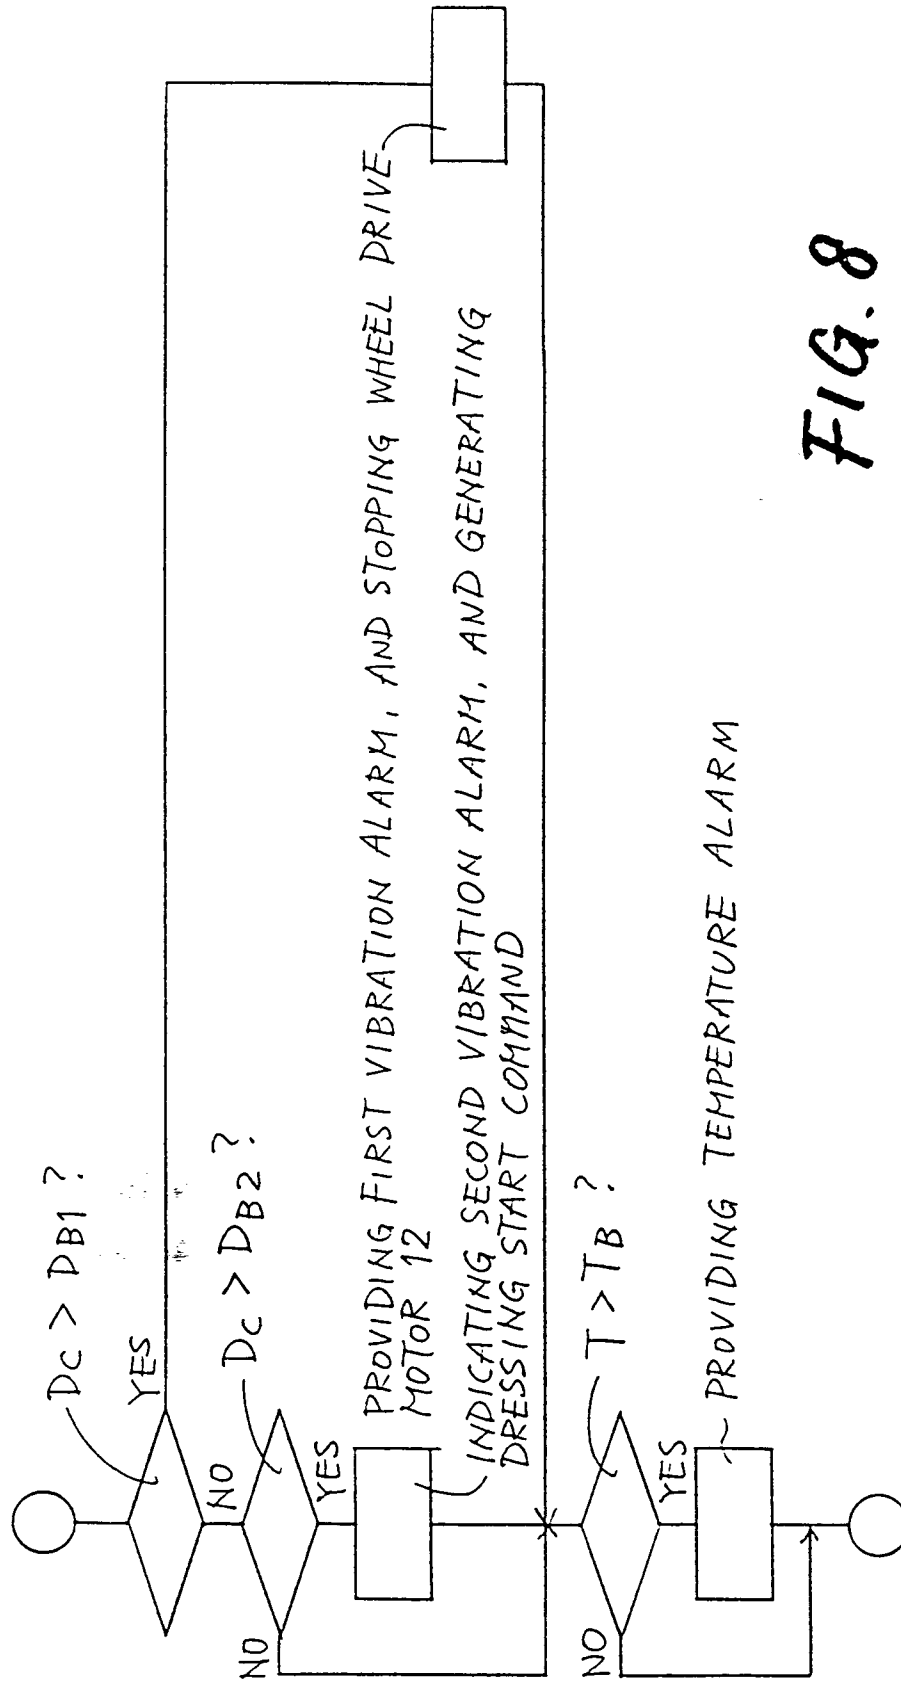 DC > DB1 ?
YES
NO
DC > DB2 ?
YES
NO
PROVIDING FIRST VIBRATION ALARM, AND STOPPING WHEEL DRIVE
MOTOR 12
INDICATING SECOND VIBRATION ALARM, AND GENERATING
DRESSING START COMMAND
T > TB ?
YES
NO
PROVIDING TEMPERATURE ALARM
FIG. 8